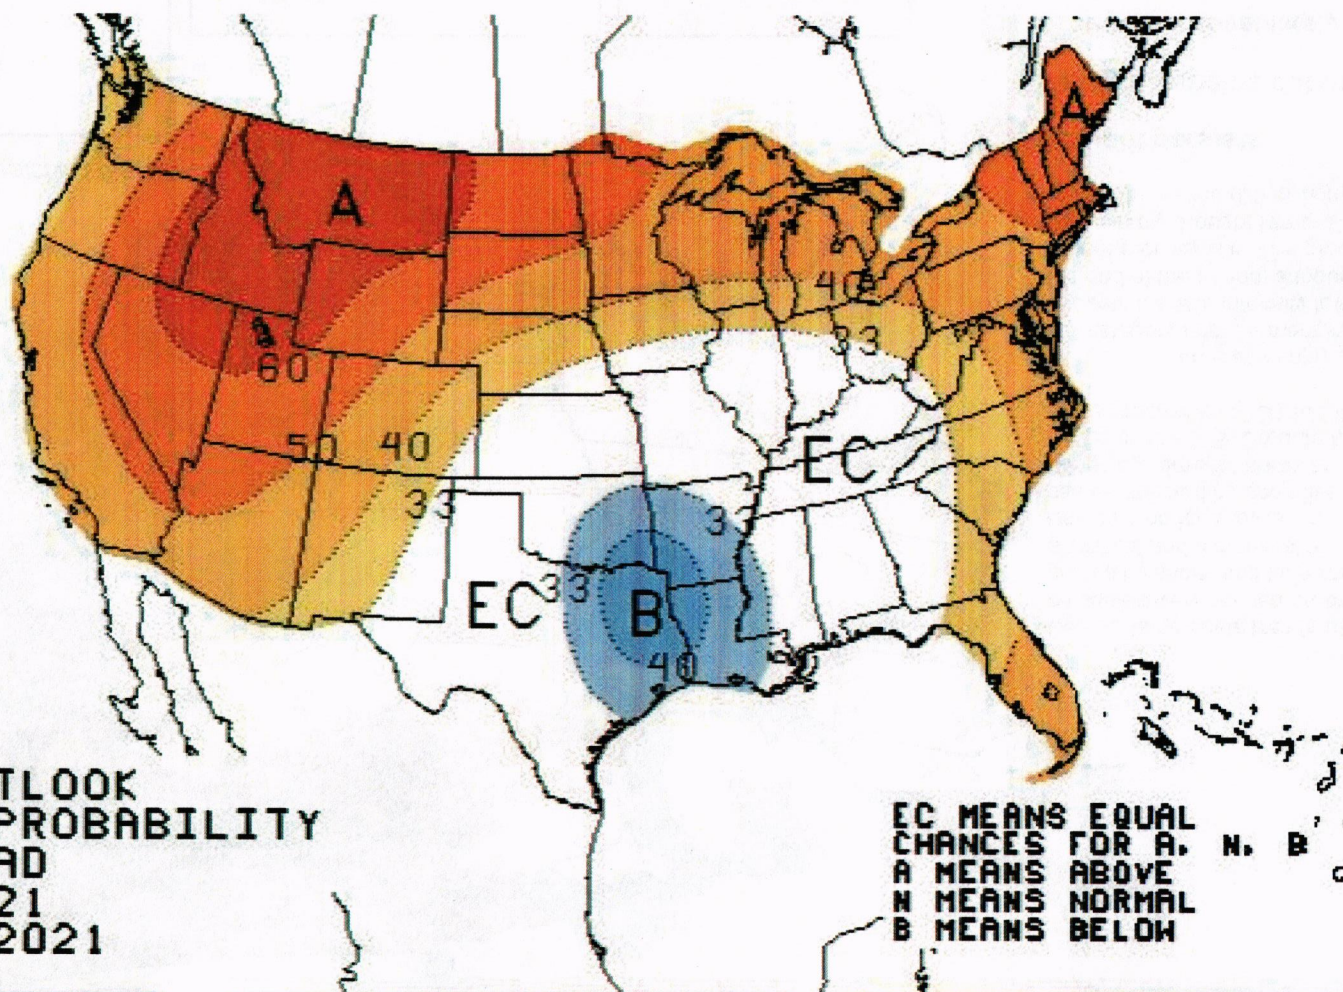 A
A
60
50
40
33
40
33
EC
33
EC
33
B
40
TLOOK
PROBABILITY
AD
21
2021
EC MEANS EQUAL
CHANCES FOR A, N, B
A MEANS ABOVE
N MEANS NORMAL
B MEANS BELOW